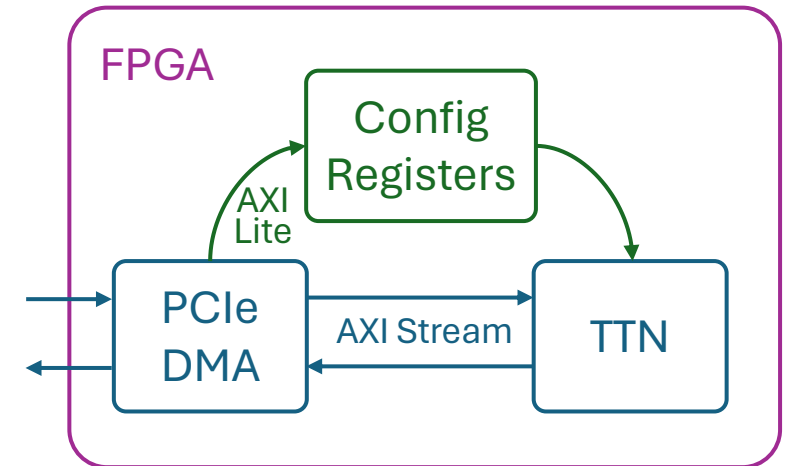 FPGA
Config
Registers
AXI
Lite
PCIe
DMA
AXI Stream
TTN